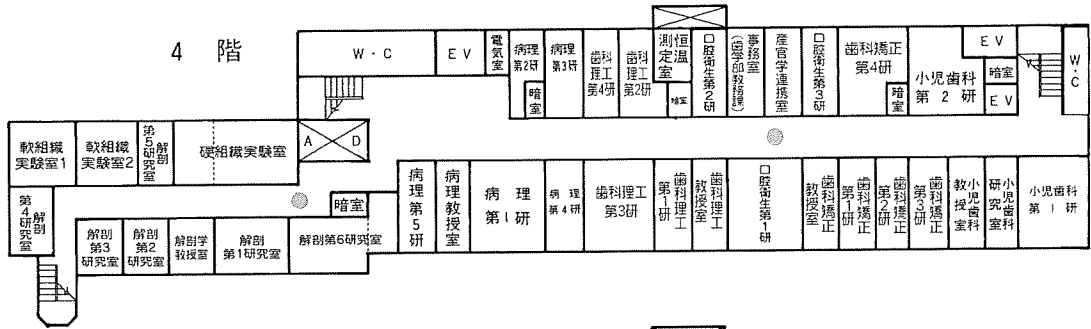 4 階
W・C
EV
電気室
病理第2研
暗室
病理第3研
歯科理工第4研
歯科理工第2研
恒温測定室
暗室
口腔衛生第2研
事務室(歯学部教務課)
産官学連携室
口腔衛生第3研
歯科矯正第4研
暗室
小児歯科第2研
EV
暗室
EV
W・C
軟組織実験室1
軟組織実験室2
解剖第5研究室
硬組織実験室
A D
解剖第4研究室
解剖第3研究室
解剖第2研究室
解剖学教授室
解剖第1研究室
解剖第6研究室
暗室
病理第5研
病理教授室
病理第1研
病理第4研
歯科理工第3研
歯科理工第1研
歯科理工教授室
口腔衛生第1研
歯科矯正教授室
歯科矯正第1研
歯科矯正第2研
歯科矯正第3研
小児歯科教授室
小児歯科研究室
小児歯科第1研